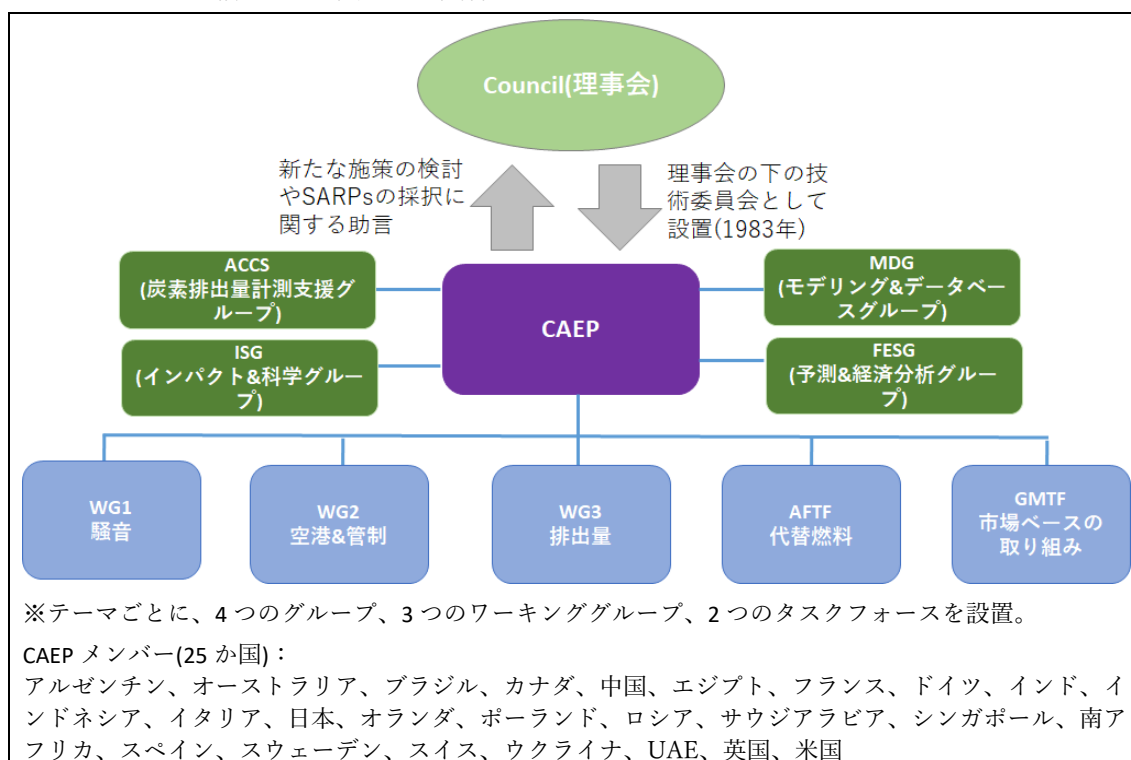 Council(理事会)
新たな施策の検討
やSARPsの採択に
関する助言
理事会の下の技
術委員会として
設置(1983年)
ACCS
(炭素排出量計測支援グ
ループ)
MDG
(モデリング&データベー
スグループ)
CAEP
ISG
(インパクト&科学グルー
プ)
FESG
(予測&経済分析グルー
プ)
WG1
騒音
WG2
空港&管制
WG3
排出量
AFTF
代替燃料
GMTF
市場ベースの
取り組み
※テーマごとに、4 つのグループ、3 つのワーキンググループ、2 つのタスクフォースを設置。
CAEP メンバー(25 か国)：
アルゼンチン、オーストラリア、ブラジル、カナダ、中国、エジプト、フランス、ドイツ、インド、イ
ンドネシア、イタリア、日本、オランダ、ポーランド、ロシア、サウジアラビア、シンガポール、南ア
フリカ、スペイン、スウェーデン、スイス、ウクライナ、UAE、英国、米国